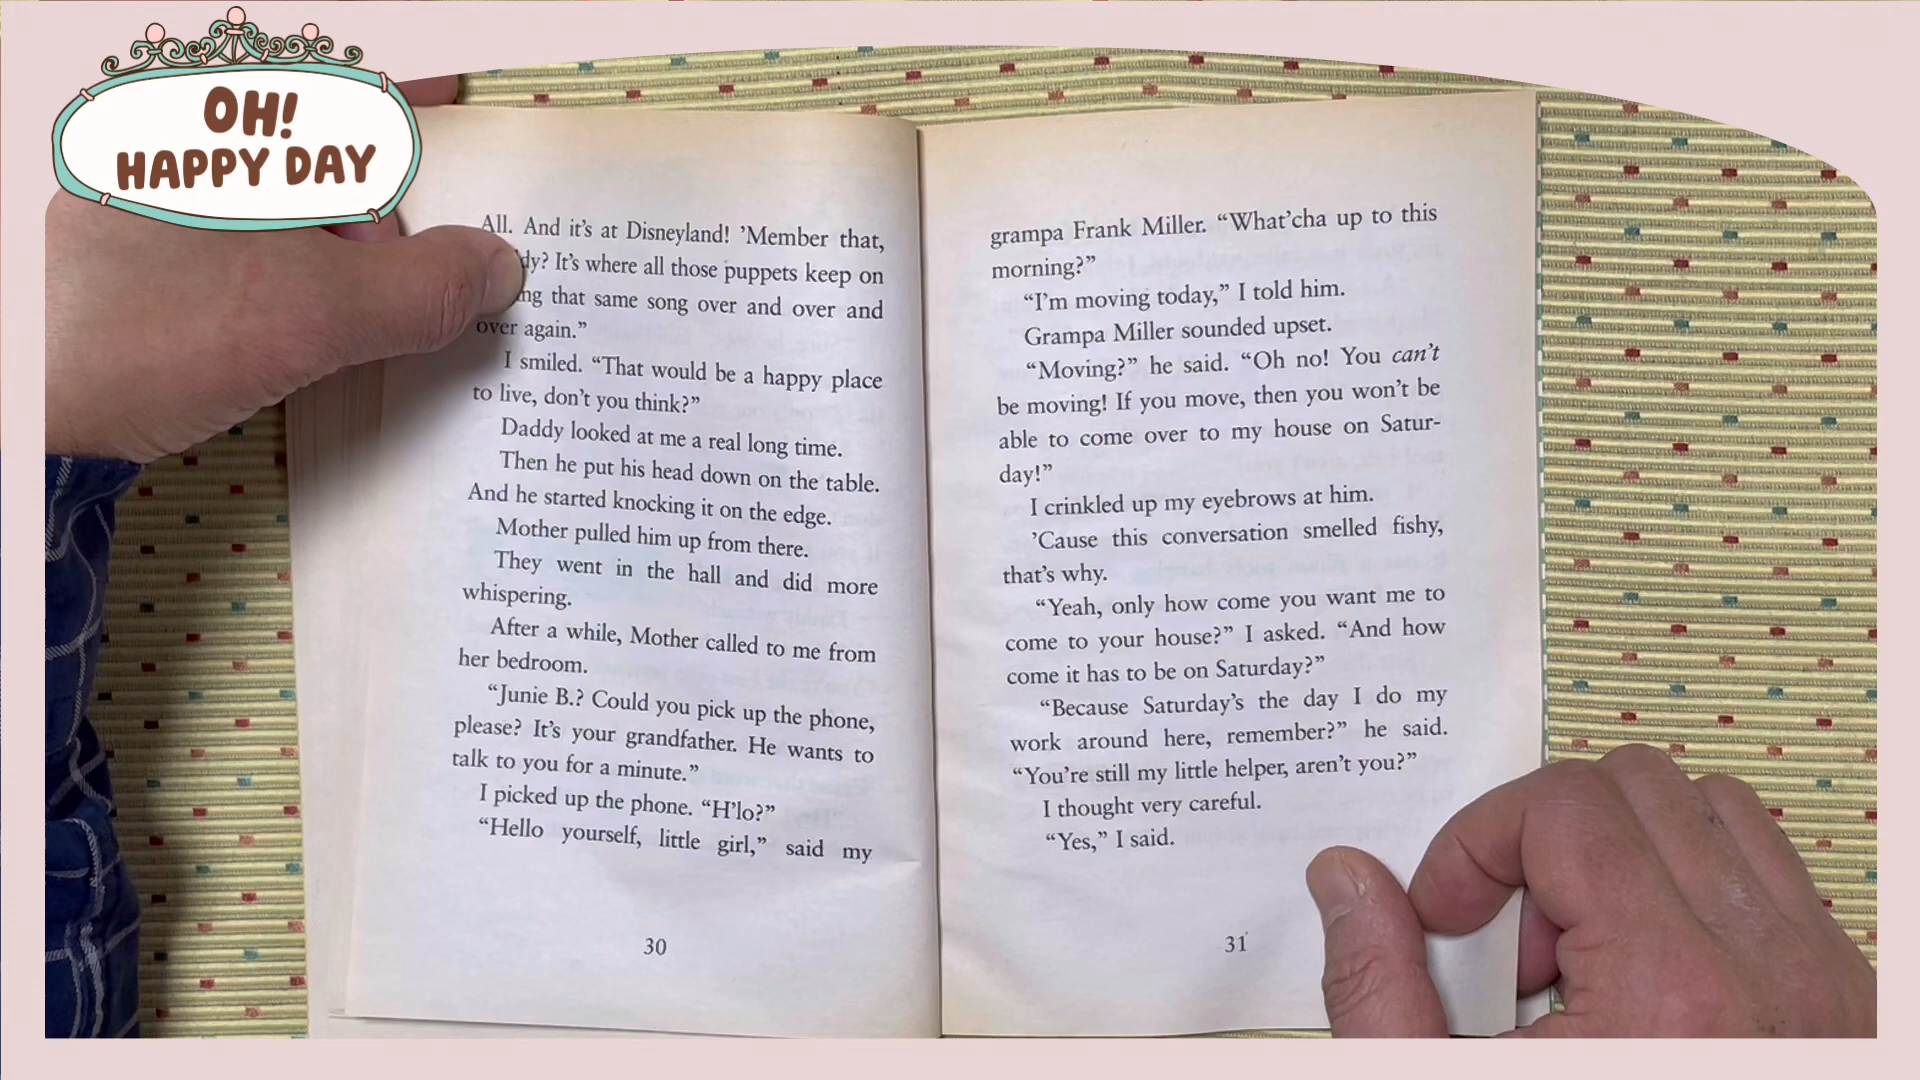 OH!
HAPPY DAY
All. And it's at Disneyland! 'Member that,
It's where all those puppets keep on
that same song over and over and
over again.”
I smiled. “That would be a happy place
to live, don't you think?”
Daddy looked at me a real long time.
Then he put his head down on the table.
And he started knocking it on the edge.
Mother pulled him up from there.
They went in the hall and did more
whispering.
After a while, Mother called to me from
her bedroom.
“Junie B.? Could you pick up the phone,
please? It's your grandfather. He wants to
talk to you for a minute.”
I picked up the phone. “H'lo?”
“Hello yourself, little girl,” said my
30
grampa Frank Miller. “What'cha up to this
morning?”
“I'm moving today,” I told him.
Grampa Miller sounded upset.
“Moving?” he said. “Oh no! You can't
be moving! If you move, then you won't be
able to come over to my house on Satur-
day!”
I crinkled up my eyebrows at him.
'Cause this conversation smelled fishy,
that's why.
“Yeah, only how come you want me to
come to your house?” I asked. “And how
come it has to be on Saturday?”
“Because Saturday's the day I do my
work around here, remember?” he said.
“You're still my little helper, aren't you?”
I thought very careful.
“Yes,” I said.
31